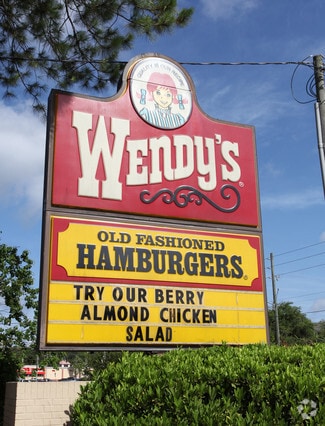 WENDY'S
OLD FASHIONED
HAMBURGERS
TRY OUR BERRY
ALMOND CHICKEN
SALAD